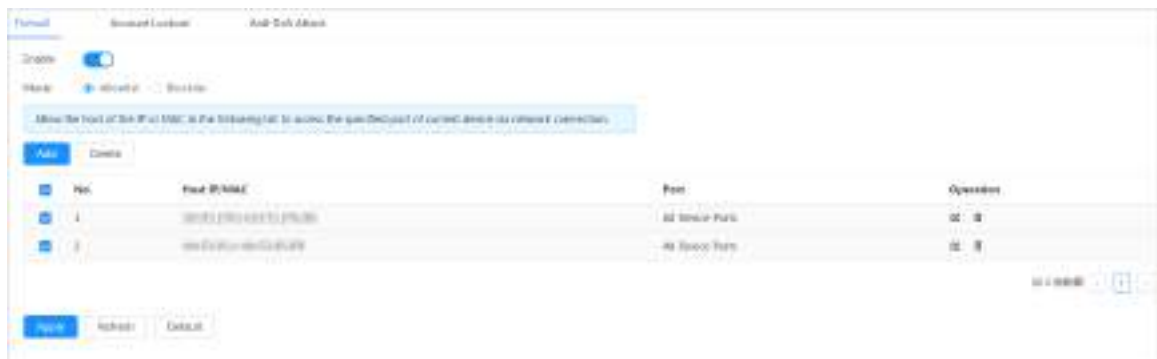 Firewall Account Lockout Anti-DoS Attack
Enable
Mode Allowlist Blocklist
Allow the host of the IP or MAC in the following list to access the specified port of current device via network connection.
Add Delete
No. Host IP/MAC Port Operation
1 All Device Ports
2 All Device Ports
1
Apply Refresh Default